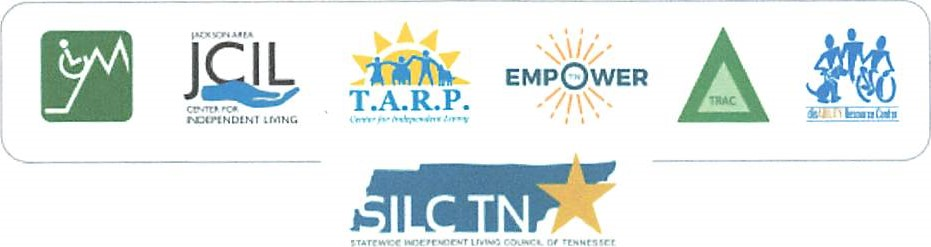 JACKSON AREA
JCIL
CENTER FOR
INDEPENDENT LIVING
T.A.R.P.
Center for Independent Living
EMPOWER
TN
TRAC
disABILITY Resource Center
SILC TN
STATEWIDE INDEPENDENT LIVING COUNCIL OF TENNESSEE